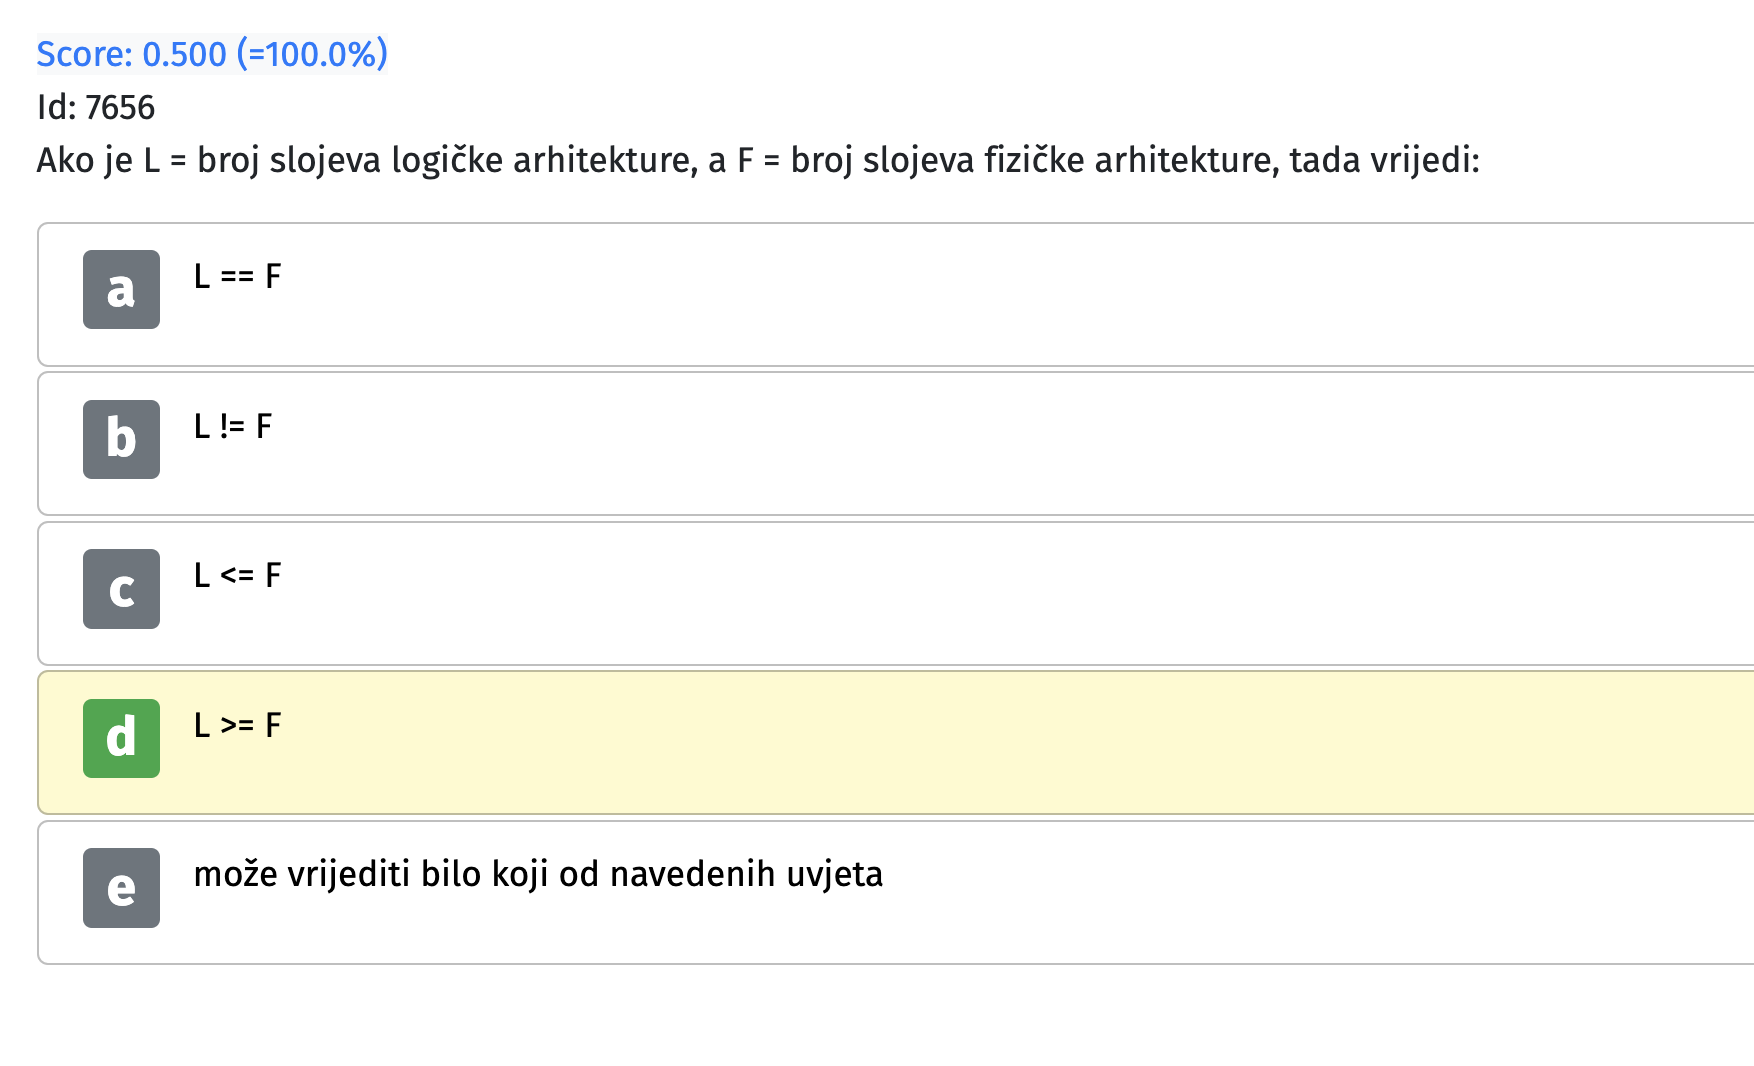 Score: 0.500 (=100.0%)
Id: 7656
Ako je L = broj slojeva logičke arhitekture, a F = broj slojeva fizičke arhitekture, tada vrijedi:
a L == F
b L != F
c L <= F
d L >= F
e može vrijediti bilo koji od navedenih uvjeta